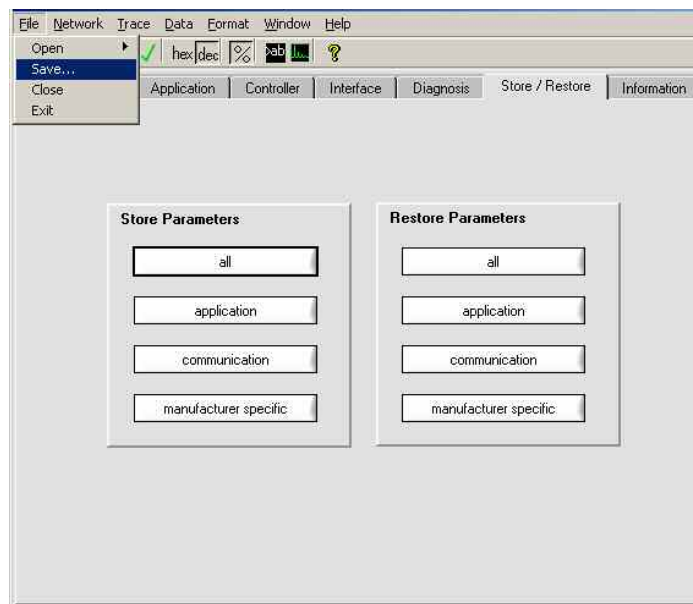 File Network Trace Data Format Window Help
Open
Save...
Close
Exit
hex dec %
Application Controller Interface Diagnosis Store / Restore Information
Store Parameters
all
application
communication
manufacturer specific
Restore Parameters
all
application
communication
manufacturer specific